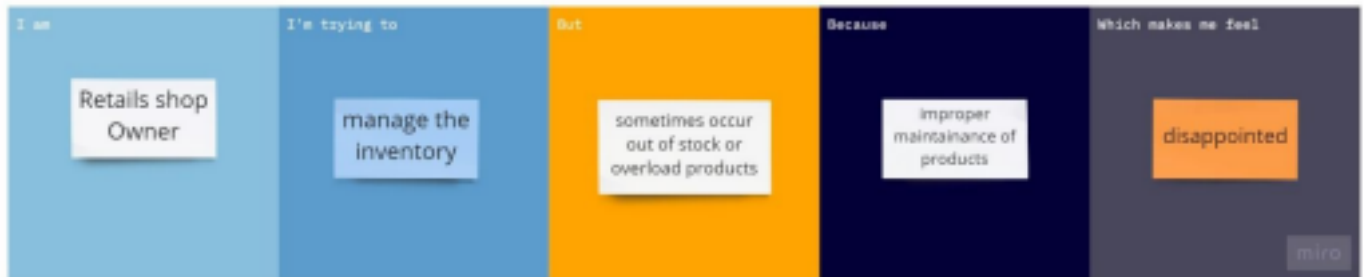 I am
Retails shop
Owner
I'm trying to
manage the
inventory
But
sometimes occur
out of stock or
overload products
Because
improper
maintainance of
products
Which makes me feel
disappointed
miro